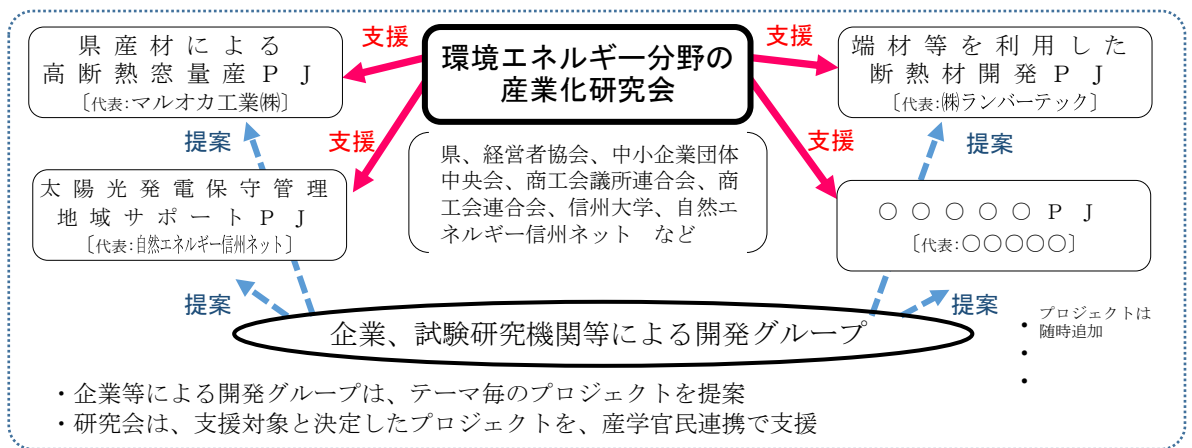 県産材による
高断熱窓量産ＰＪ
〔代表：マルオカ工業㈱〕
支援
環境エネルギー分野の
産業化研究会
支援
端材等を利用した
断熱材開発ＰＪ
〔代表：㈱ランバーテック〕
提案
支援
県、経営者協会、中小企業団体
中央会、商工会議所連合会、商
工会連合会、信州大学、自然エ
ネルギー信州ネット　など
支援
提案
太陽光発電保守管理
地域サポートＰＪ
〔代表：自然エネルギー信州ネット〕
○○○○○ＰＪ
〔代表：○○○○○〕
提案
提案
企業、試験研究機関等による開発グループ
・プロジェクトは
随時追加
・
・
・企業等による開発グループは、テーマ毎のプロジェクトを提案
・研究会は、支援対象と決定したプロジェクトを、産学官民連携で支援